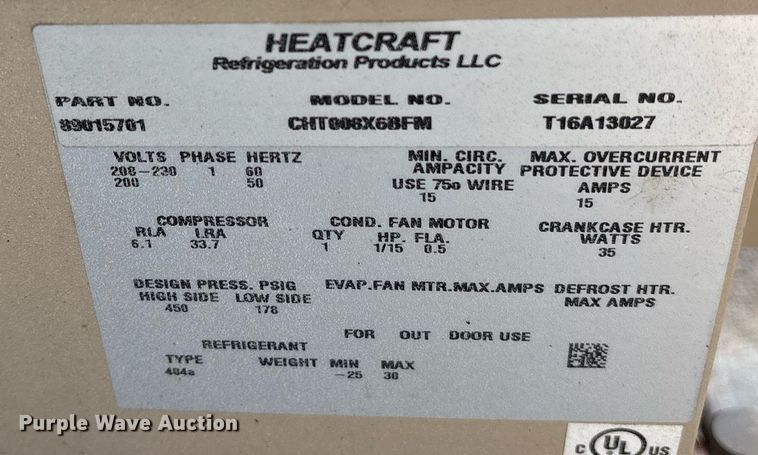 HEATCRAFT
Refrigeration Products LLC
PART NO. MODEL NO. SERIAL NO.
89015701 CHT008X6BFM T16A13027
VOLTS PHASE HERTZ MIN. CIRC. MAX. OVERCURRENT
208-230 1 60 AMPACITY PROTECTIVE DEVICE
200 50 USE 75o WIRE AMPS
15 15
COMPRESSOR COND. FAN MOTOR CRANKCASE HTR.
RLA LRA QTY HP. FLA. WATTS
6.1 33.7 1 1/15 0.5 35
DESIGN PRESS. PSIG EVAP.FAN MTR.MAX.AMPS DEFROST HTR.
HIGH SIDE LOW SIDE MAX AMPS
450 178
FOR OUT DOOR USE
REFRIGERANT
TYPE WEIGHT MIN MAX
404a -25 30
Purple Wave Auction
C UL US